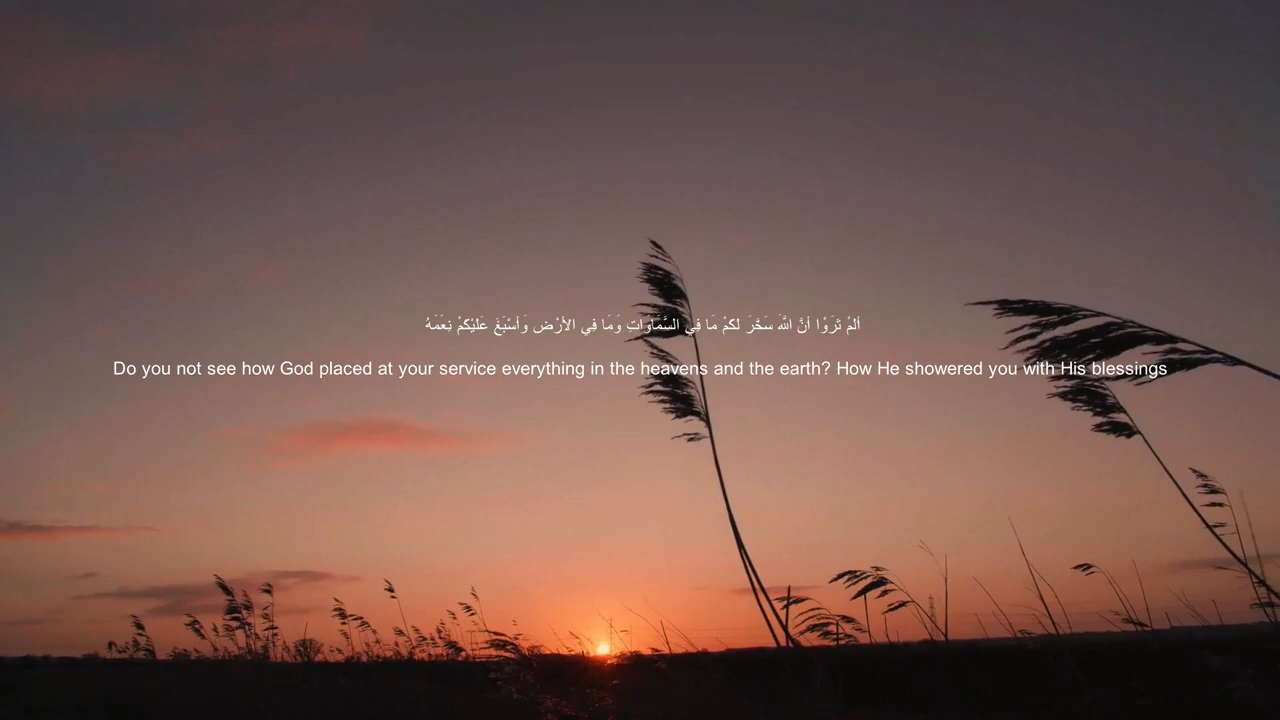 أَلَمْ تَرَوْا أَنَّ اللَّهَ سَخَّرَ لَكُمْ مَا فِي السَّمَاوَاتِ وَمَا فِي الْأَرْضِ وَأَسْبَغَ عَلَيْكُمْ نِعَمَهُ
Do you not see how God placed at your service everything in the heavens and the earth? How He showered you with His blessings